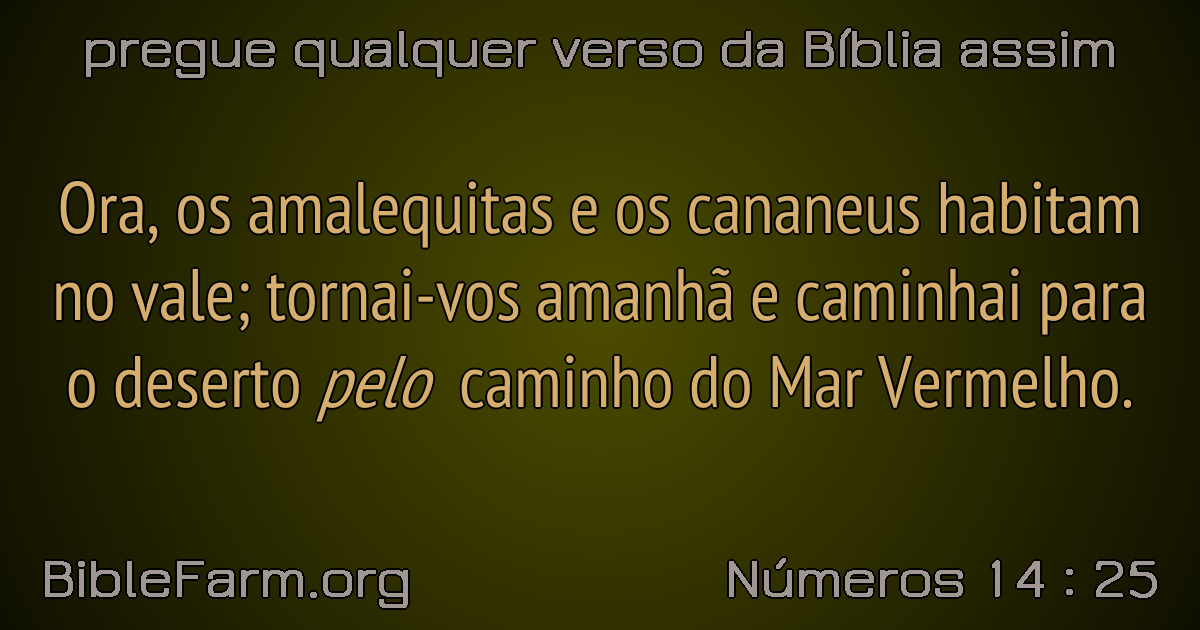 pregue qualquer verso da Bíblia assim
Ora, os amalequitas e os cananeus habitam
no vale; tornai-vos amanhã e caminhai para
o deserto pelo caminho do Mar Vermelho.
BibleFarm.org
Números 14 : 25